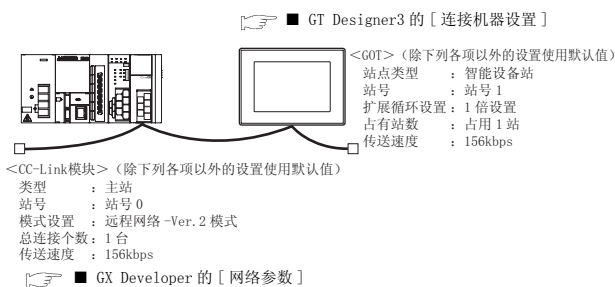 ■ GT Designer3 的 [ 连接机器设置 ]
<GOT>（除下列各项以外的设置使用默认值）
站点类型 ：智能设备站
站号 ：站号 1
扩展循环设置：1 倍设置
占有站数 ：占用 1 站
传送速度 ：156kbps
<CC-Link模块>（除下列各项以外的设置使用默认值）
类型 ：主站
站号 ：站号 0
模式设置 ：远程网络 -Ver.2 模式
总连接个数：1 台
传送速度 ：156kbps
■ GX Developer 的 [ 网络参数 ]